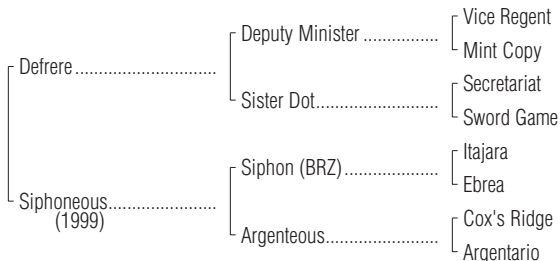 Vice Regent
Deputy Minister ..................
Mint Copy
Defrere .................................
Secretariat
Sister Dot.............................
Sword Game
Itajara
Siphon (BRZ)......................
Ebrea
Siphoneous.......................
(1999)
Cox's Ridge
Argenteous...........................
Argentario